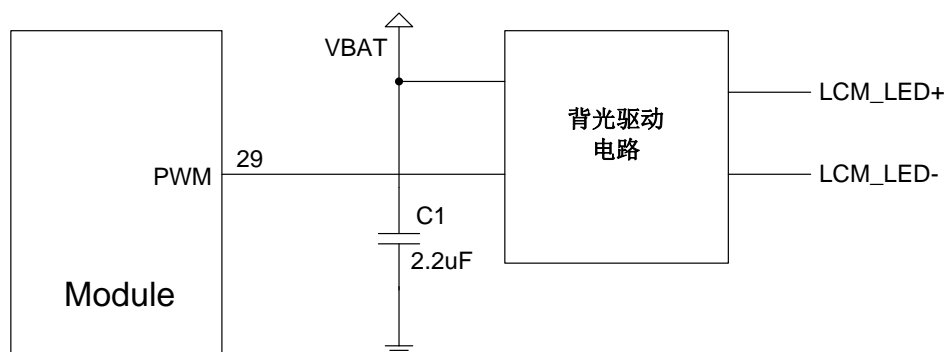 VBAT
背光驱动
电路
LCM_LED+
PWM
29
LCM_LED-
C1
2.2uF
Module